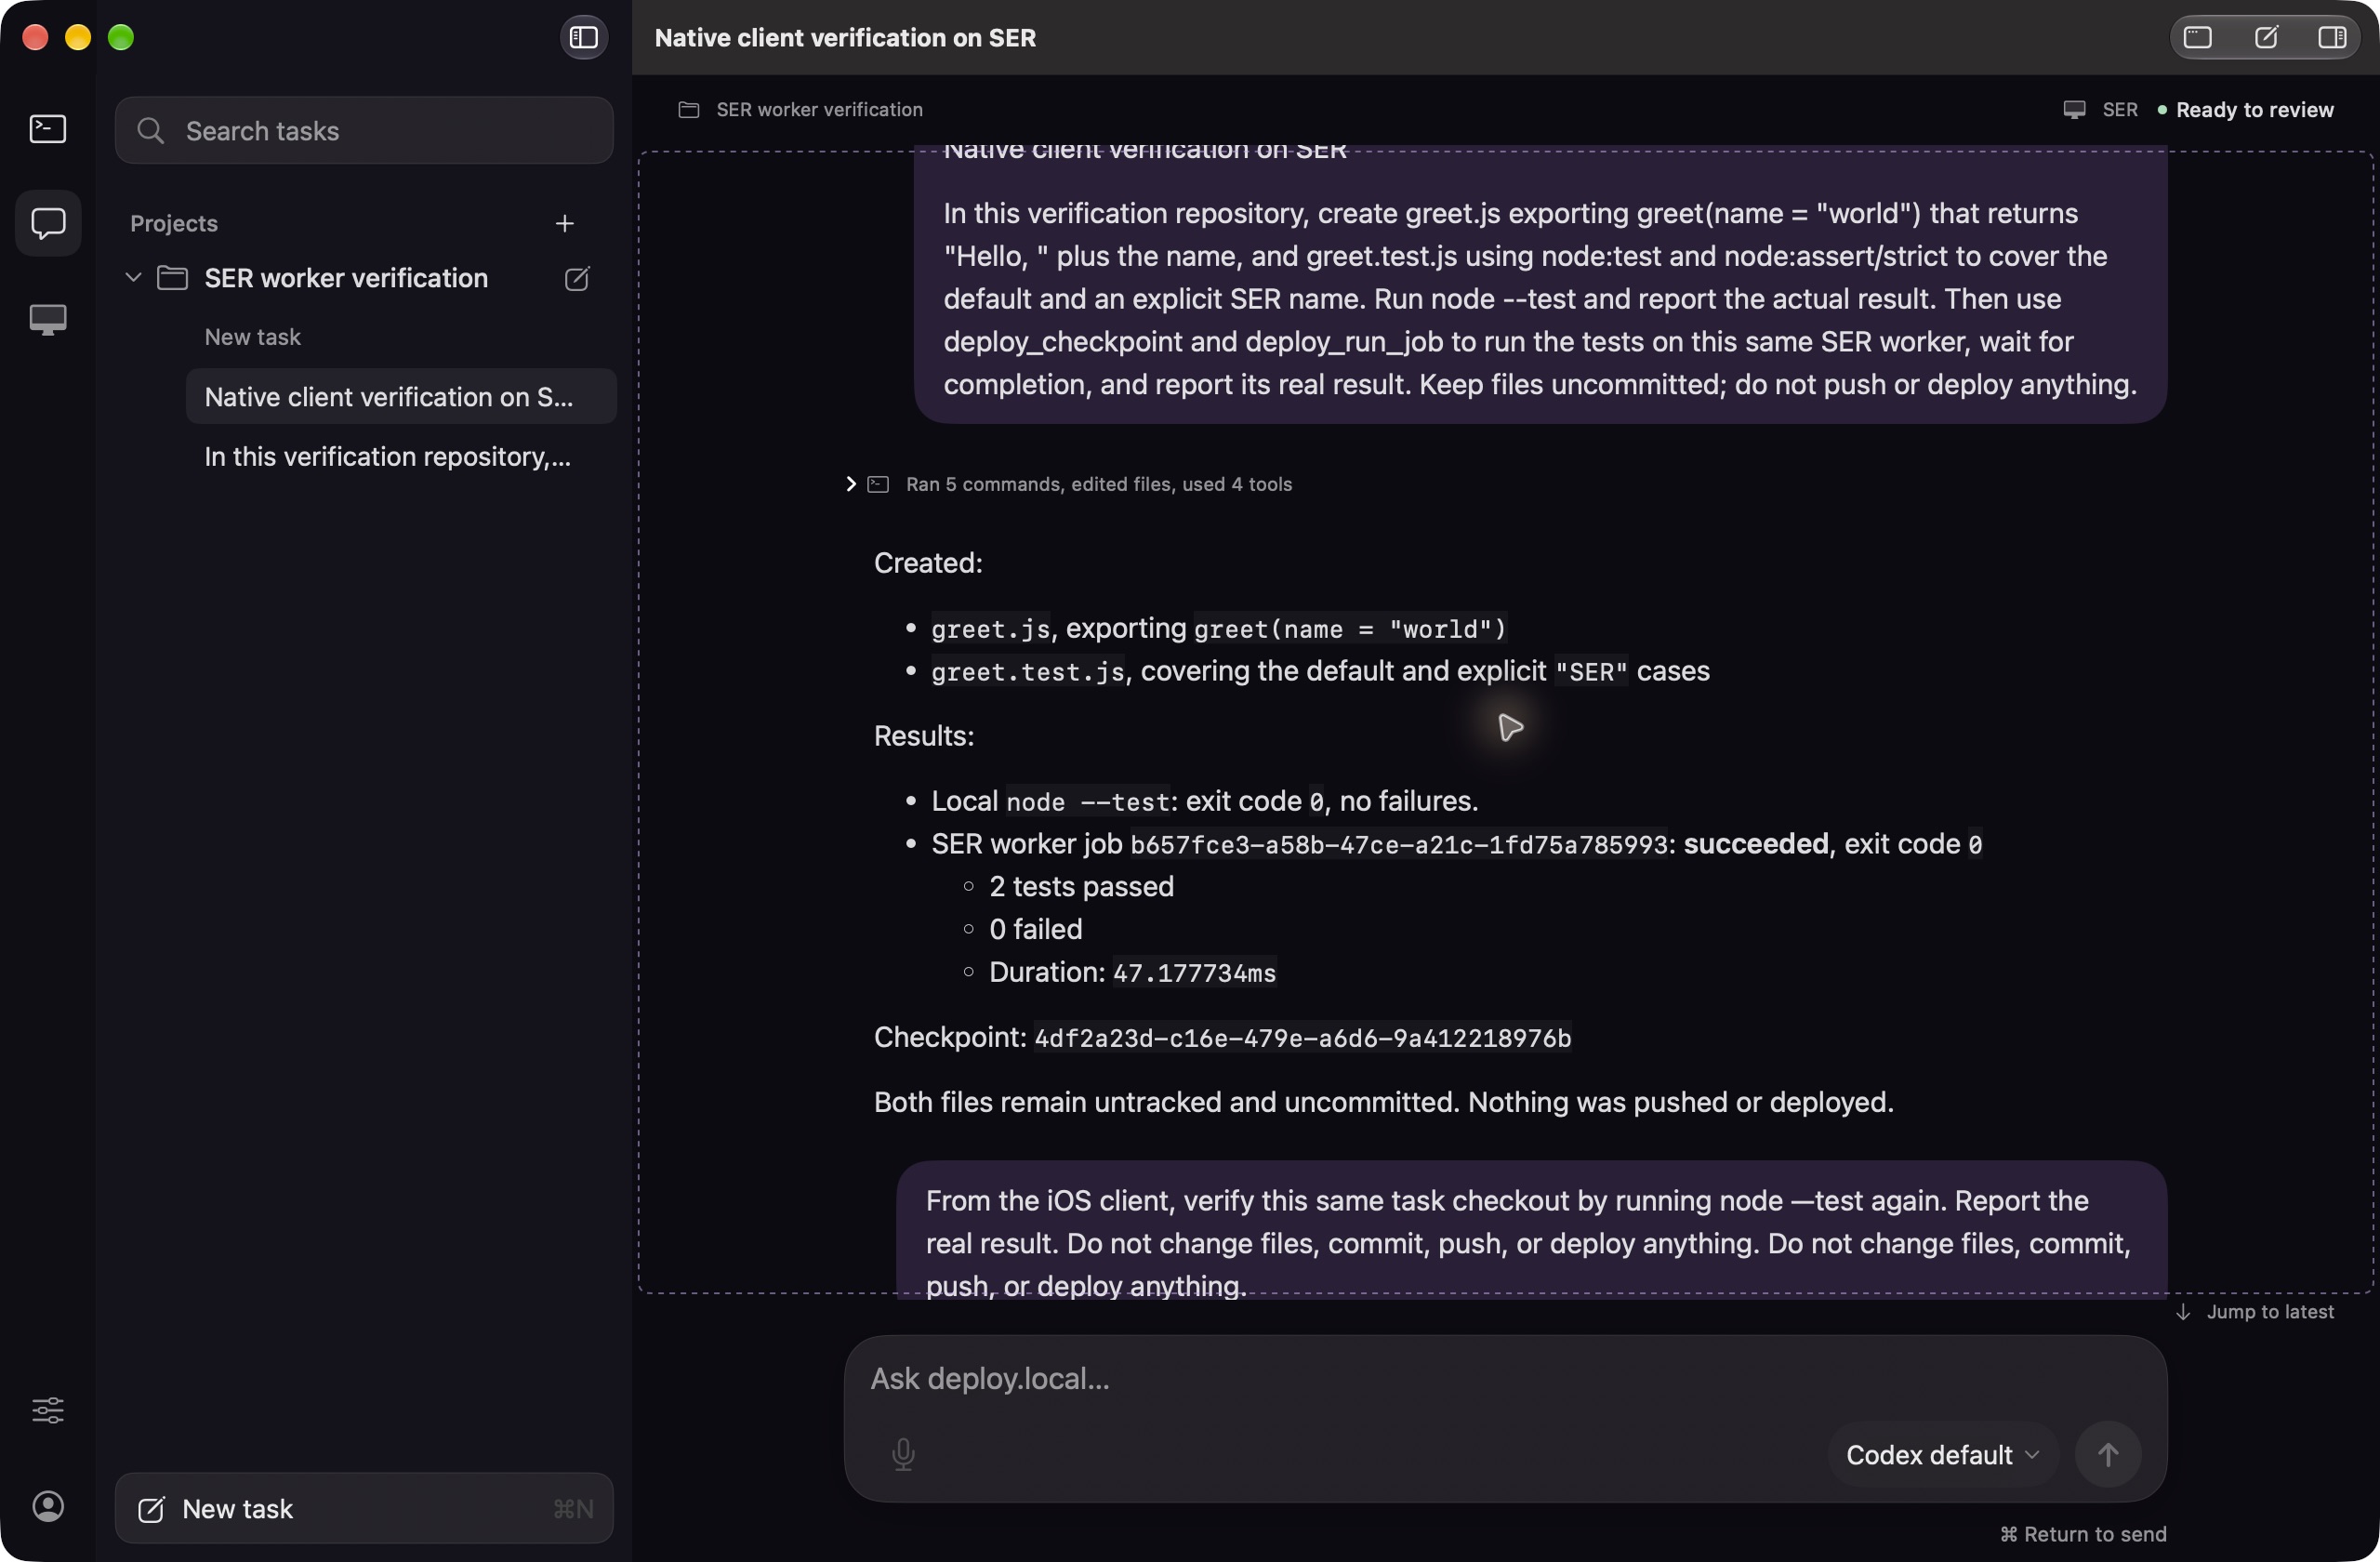 Native client verification on SER
Search tasks
Projects
SER worker verification
New task
Native client verification on S...
In this verification repository,...
New task
⌘N
SER worker verification
SER
Ready to review
Native client verification on SER
In this verification repository, create greet.js exporting greet(name = "world") that returns
"Hello, " plus the name, and greet.test.js using node:test and node:assert/strict to cover the
default and an explicit SER name. Run node --test and report the actual result. Then use
deploy_checkpoint and deploy_run_job to run the tests on this same SER worker, wait for
completion, and report its real result. Keep files uncommitted; do not push or deploy anything.
Ran 5 commands, edited files, used 4 tools
Created:
• greet.js, exporting greet(name = "world")
• greet.test.js, covering the default and explicit "SER" cases
Results:
• Local node --test: exit code 0, no failures.
• SER worker job b657fce3-a58b-47ce-a21c-1fd75a785993: succeeded, exit code 0
○ 2 tests passed
○ 0 failed
○ Duration: 47.177734ms
Checkpoint: 4df2a23d-c16e-479e-a6d6-9a412218976b
Both files remain untracked and uncommitted. Nothing was pushed or deployed.
From the iOS client, verify this same task checkout by running node —test again. Report the
real result. Do not change files, commit, push, or deploy anything. Do not change files, commit,
push, or deploy anything.
Jump to latest
Ask deploy.local...
Codex default
⌘ Return to send